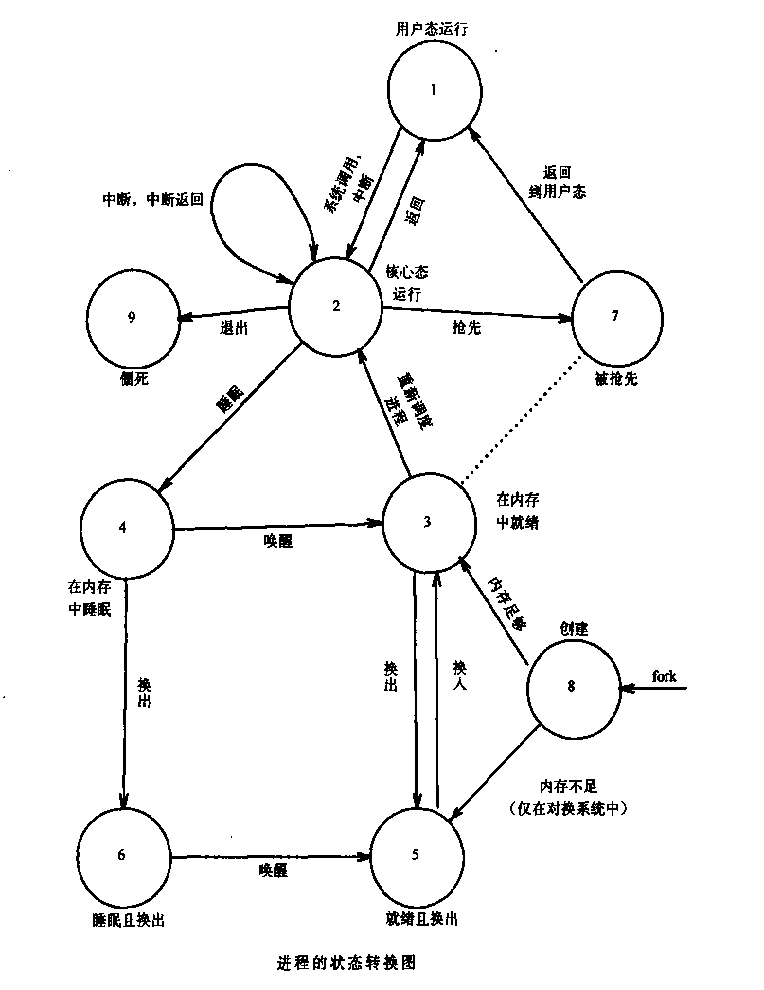 用户态运行
1
系统调用,
中断
返回
返回
到用户态
中断, 中断返回
核心态
运行
9
2
7
退出
抢先
僵死
被抢先
睡眠
重新调度
进程
4
3
在内存
中就绪
唤醒
在内存
中睡眠
内存足够
创建
换出
换出
换入
8
fork
内存不足
(仅在对换系统中)
6
5
唤醒
睡眠且换出
就绪且换出
进程的状态转换图